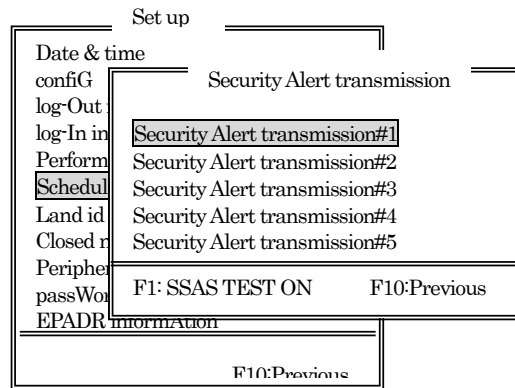 Set up
Date & time
confiG
Security Alert transmission
log-Out
log-In in
Security Alert transmission#1
Perform
Security Alert transmission#2
Schedul
Security Alert transmission#3
Land id
Security Alert transmission#4
Closed n
Security Alert transmission#5
Peripher
passWor
F1: SSAS TEST ON F10:Previous
EPADR informAtion
F10:Previous